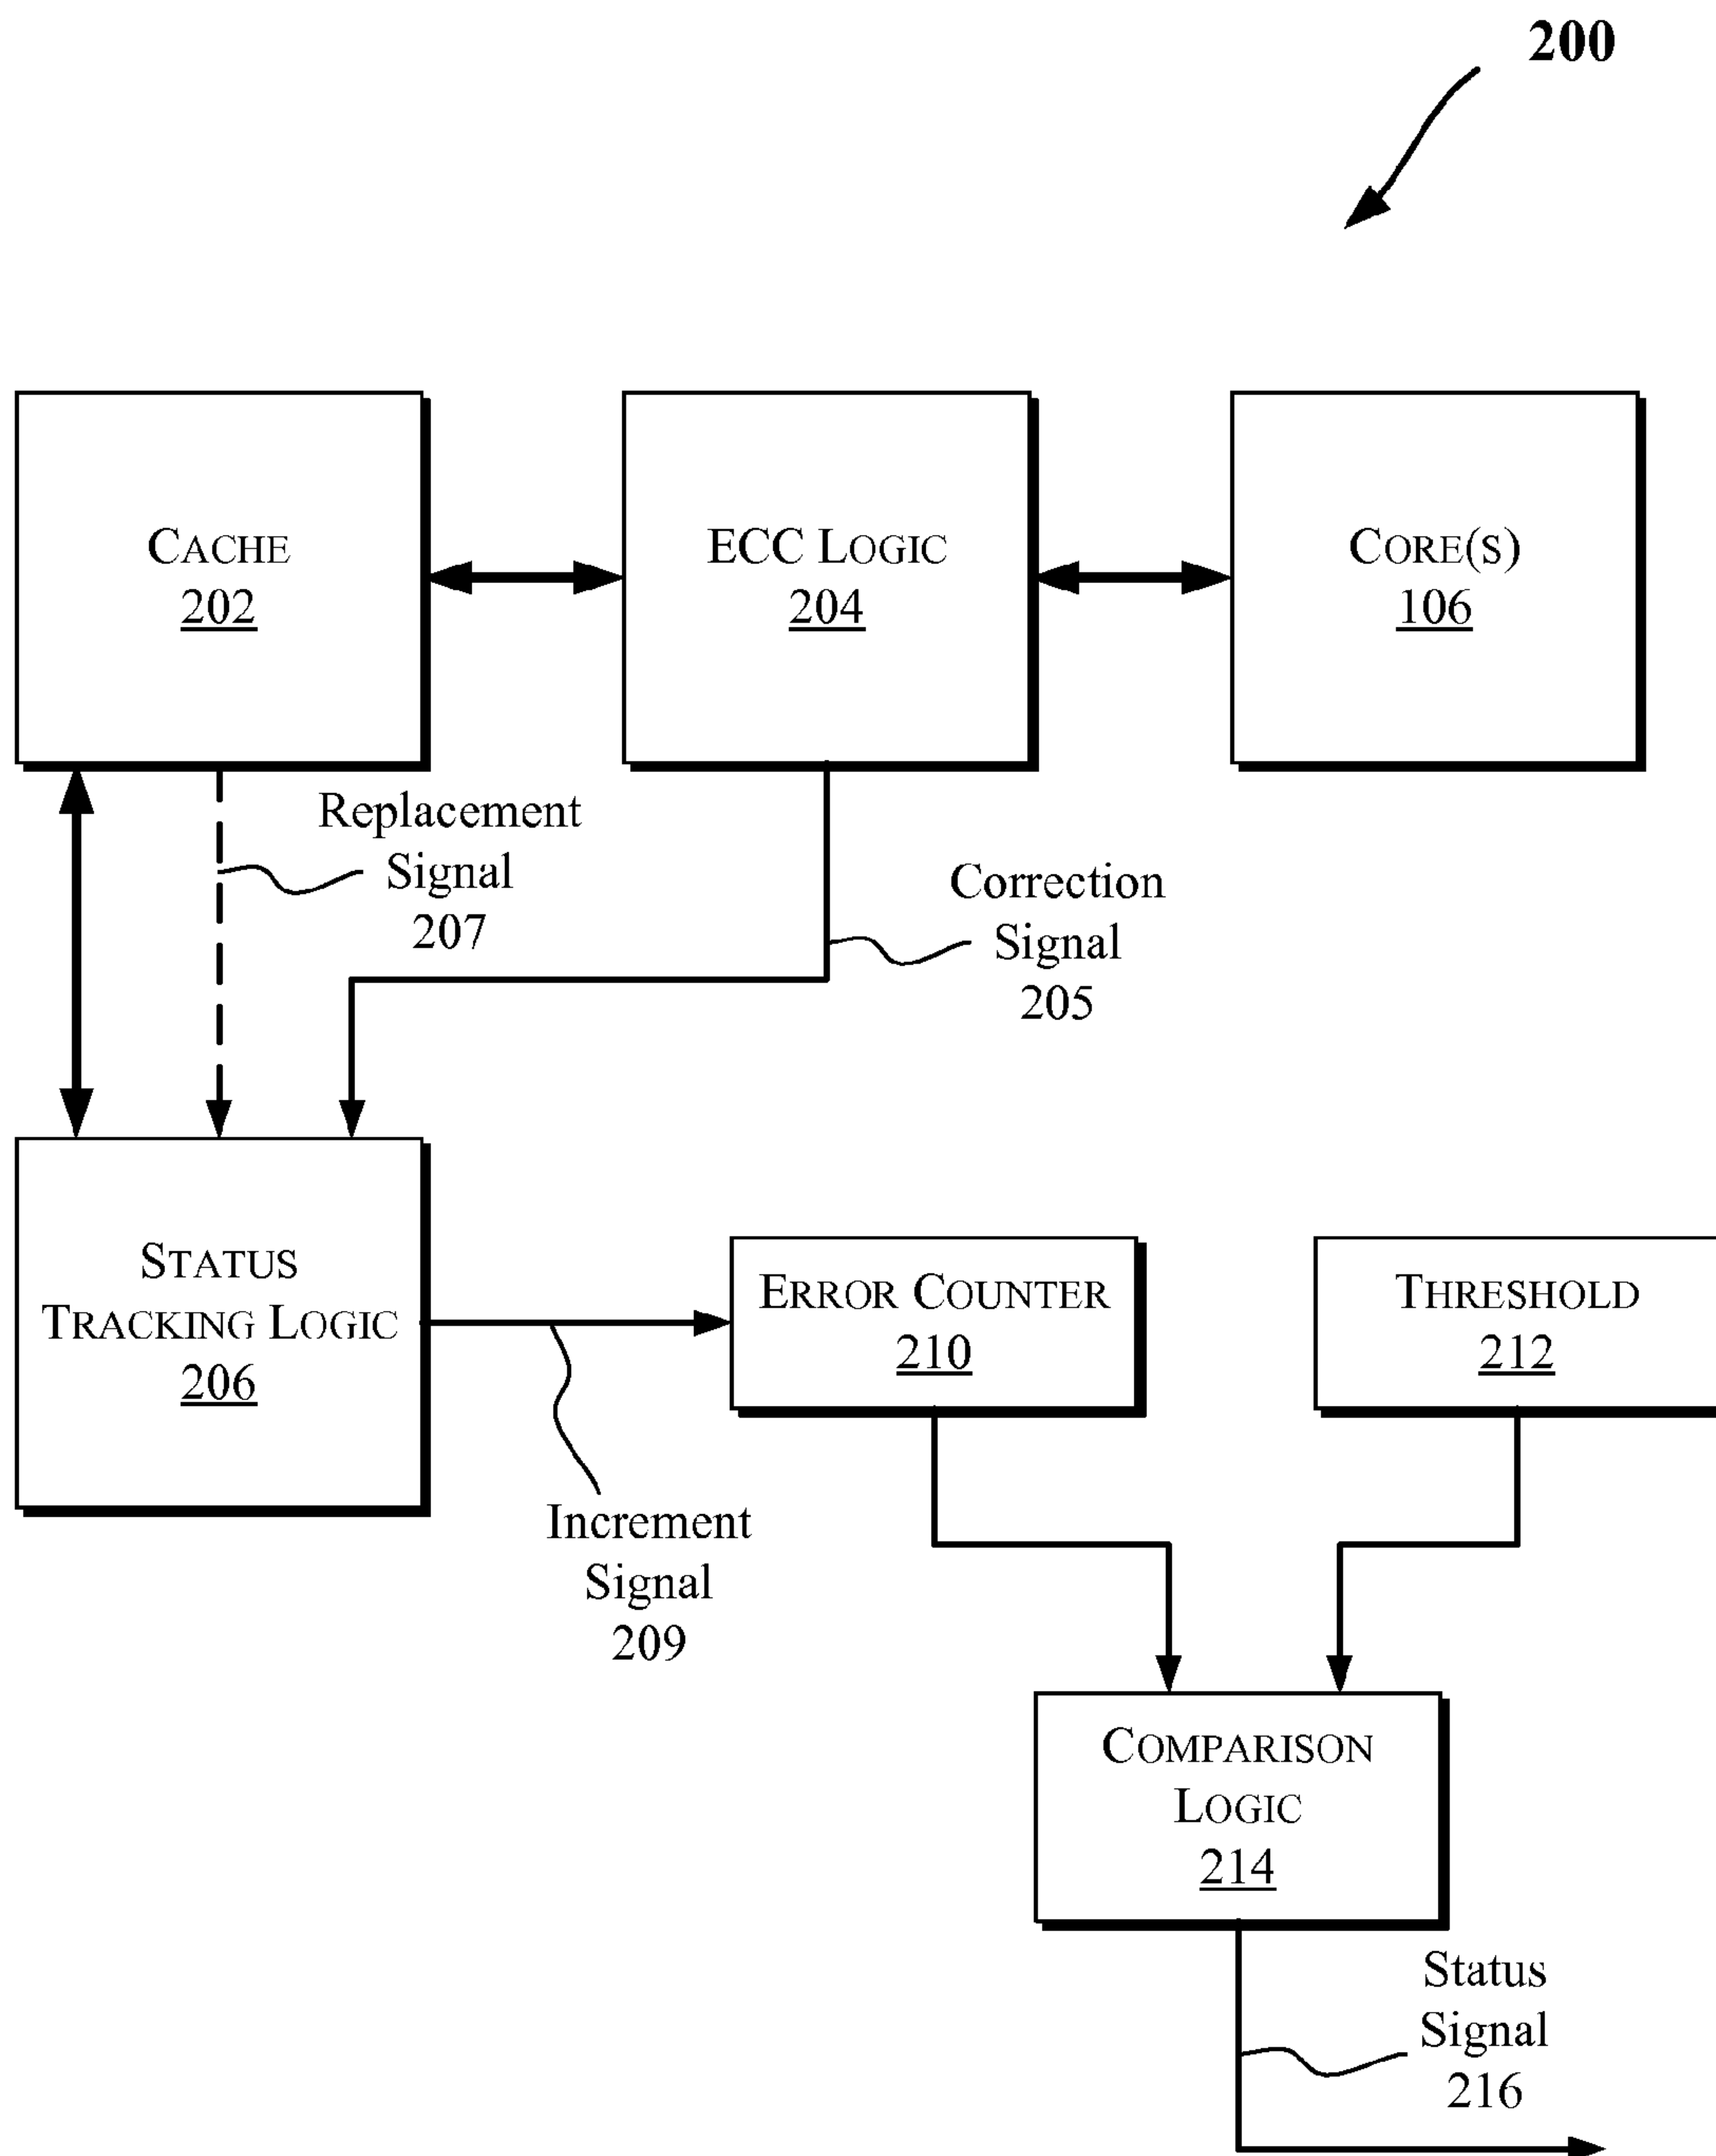 200
CACHE
202
ECC LOGIC
204
CORE(S)
106
Replacement
Signal
207
Correction
Signal
205
STATUS
TRACKING LOGIC
206
ERROR COUNTER
210
THRESHOLD
212
Increment
Signal
209
COMPARISON
LOGIC
214
Status
Signal
216